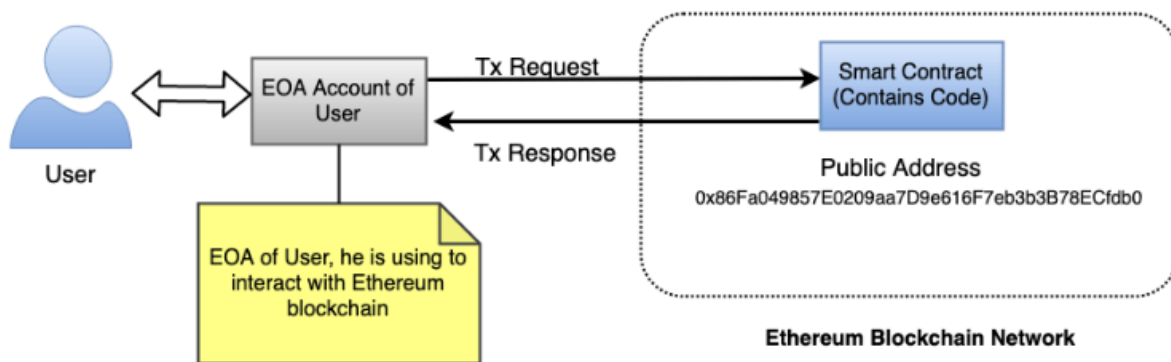 User
EOA Account of
User
Tx Request
Tx Response
Smart Contract
(Contains Code)
Public Address
0x86Fa049857E0209aa7D9e616F7eb3b3B78ECfdb0
EOA of User, he is using to
interact with Ethereum
blockchain
Ethereum Blockchain Network